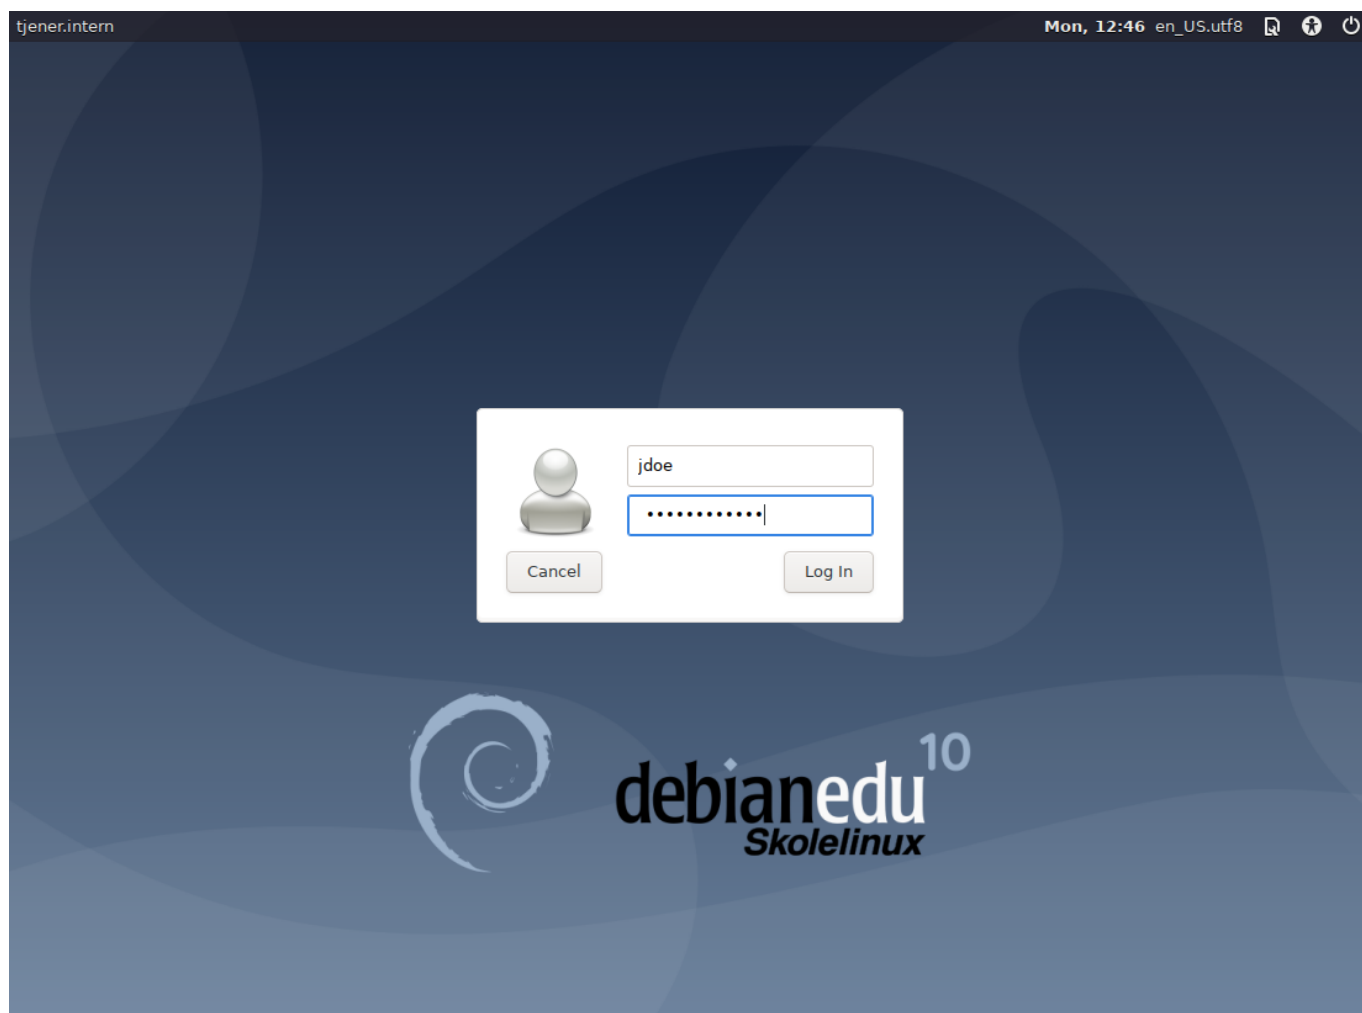 tjener.intern
Mon, 12:46 en_US.utf8
jdoe
••••••••••••
Cancel
Log In
debianedu 10
Skolelinux